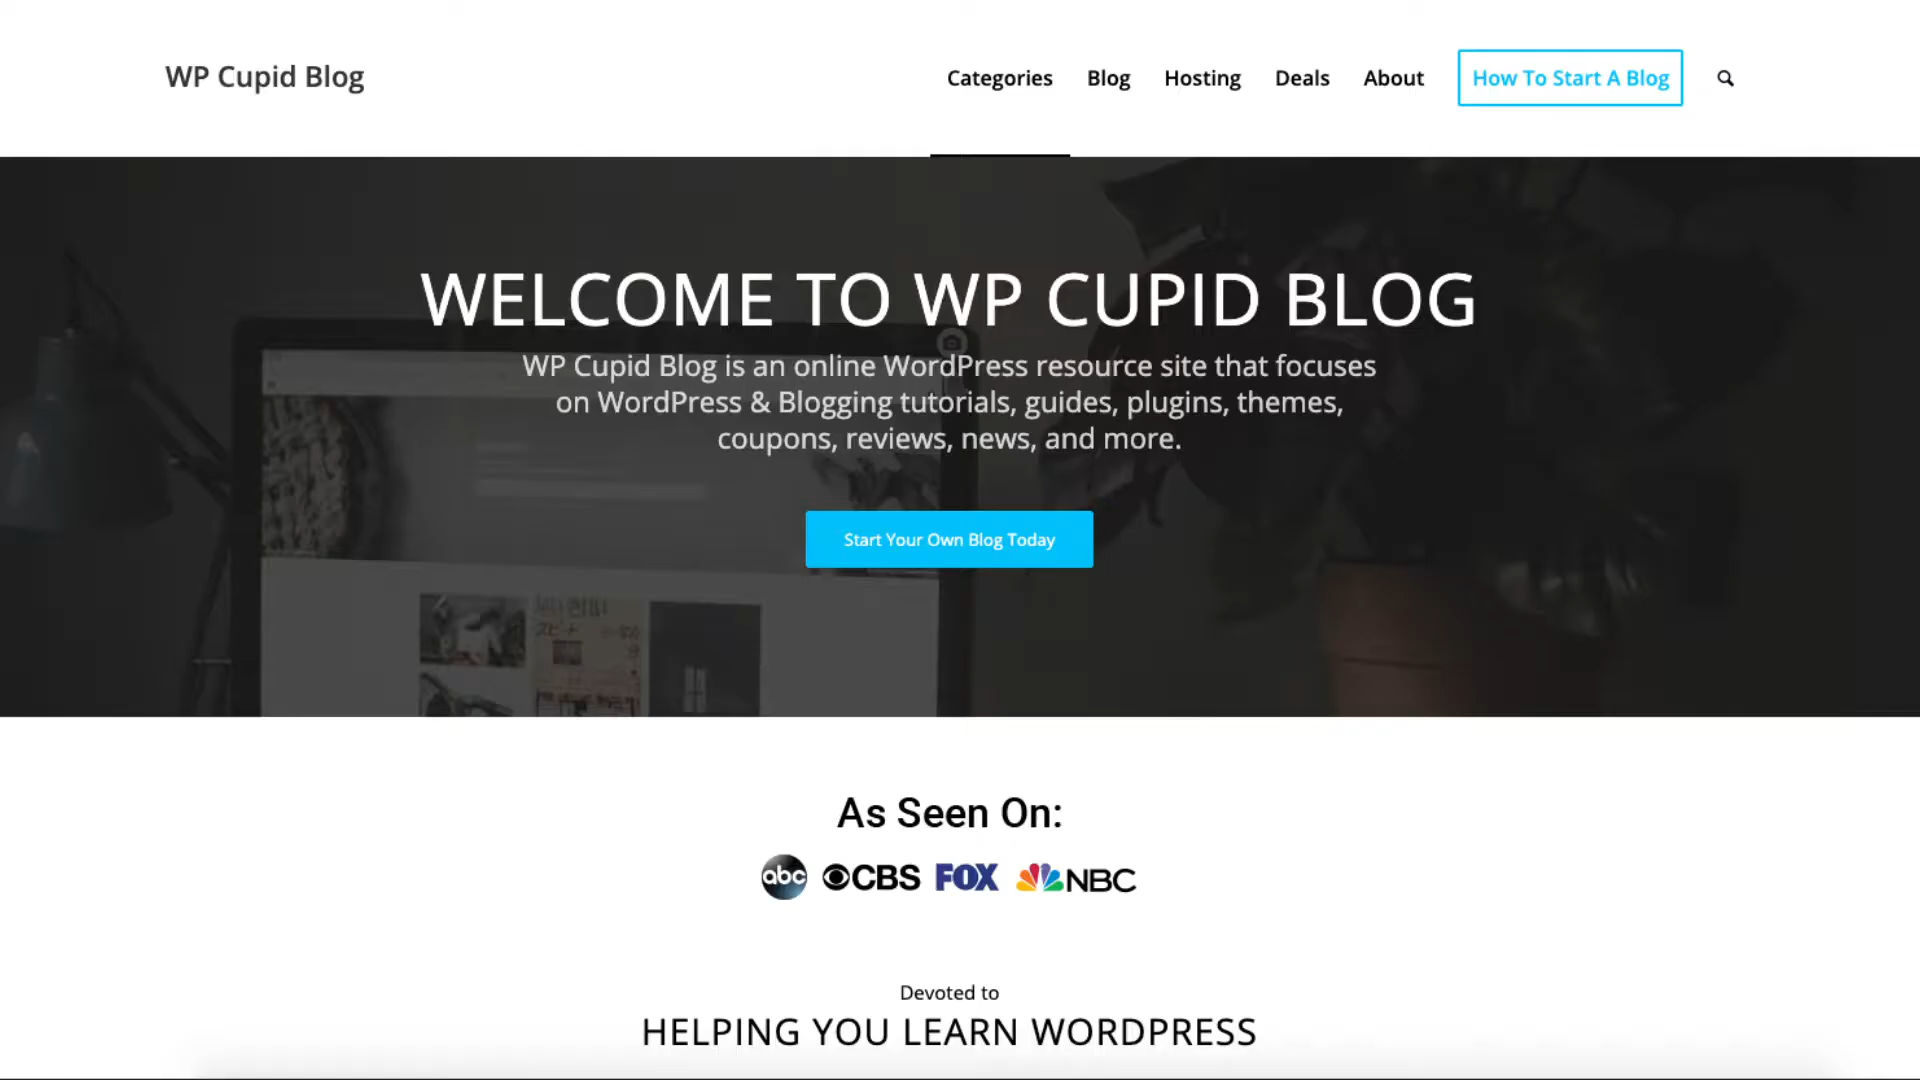 WP Cupid Blog
Categories Blog Hosting Deals About How To Start A Blog
WELCOME TO WP CUPID BLOG
WP Cupid Blog is an online WordPress resource site that focuses
on WordPress & Blogging tutorials, guides, plugins, themes,
coupons, reviews, news, and more.
Start Your Own Blog Today
As Seen On:
abc CBS FOX NBC
Devoted to
HELPING YOU LEARN WORDPRESS